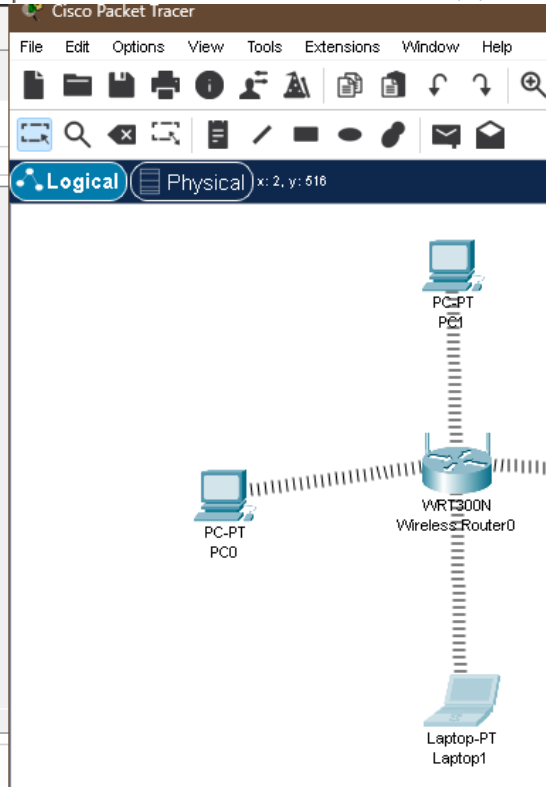 Cisco Packet Tracer
File Edit Options View Tools Extensions Window Help
Logical Physical x: 2, y: 516
PC-PT
PC1
WRT300N
Wireless Router0
PC-PT
PC0
Laptop-PT
Laptop1